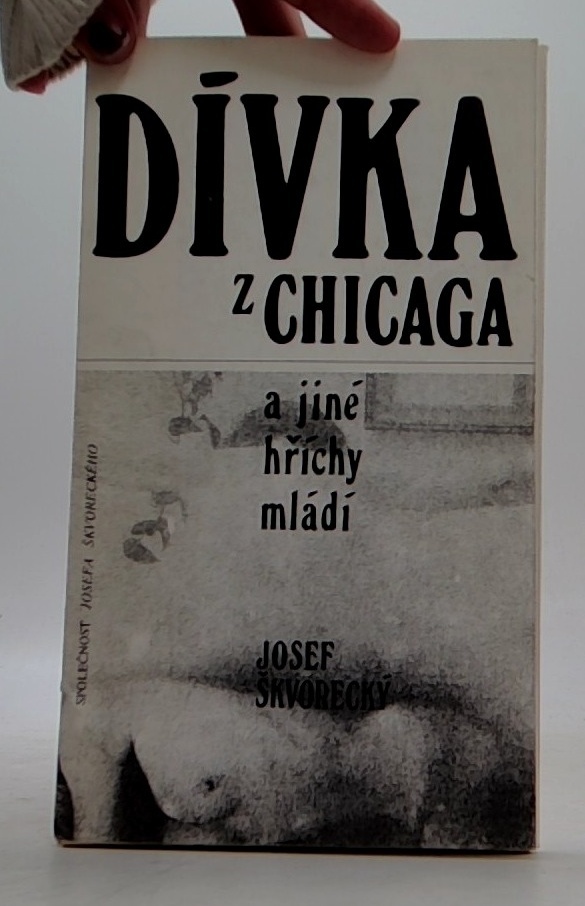 DÍVKA
Z CHICAGA
a jiné
hříchy
mládí
JOSEF
ŠKVORECKÝ
SPOLEČNOST JOSEFA ŠKVORECKÉHO